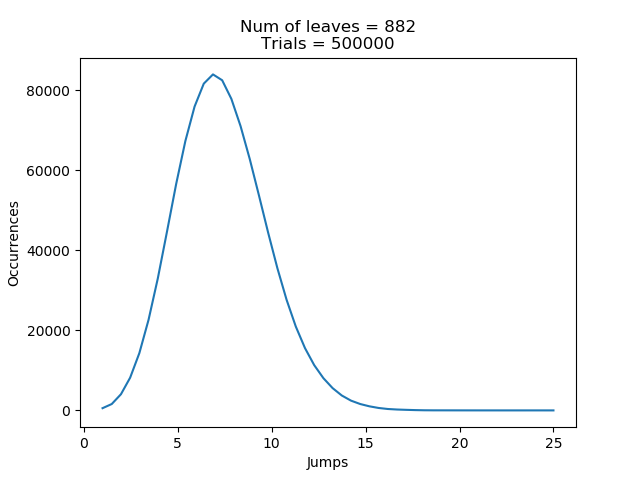 Num of leaves = 882
Trials = 500000
80000
60000
40000
20000
0
Occurrences
0 5 10 15 20 25
Jumps